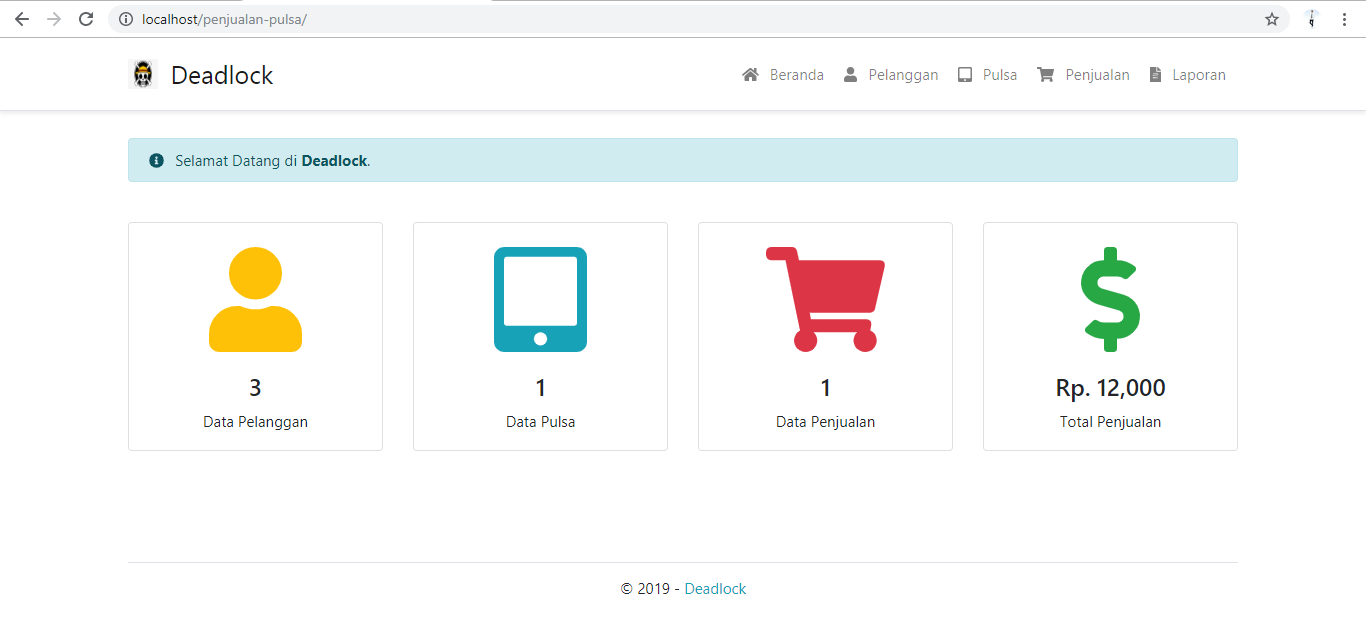 localhost/penjualan-pulsa/
Deadlock
Beranda Pelanggan Pulsa Penjualan Laporan
Selamat Datang di Deadlock.
3
Data Pelanggan
1
Data Pulsa
1
Data Penjualan
Rp. 12,000
Total Penjualan
© 2019 - Deadlock